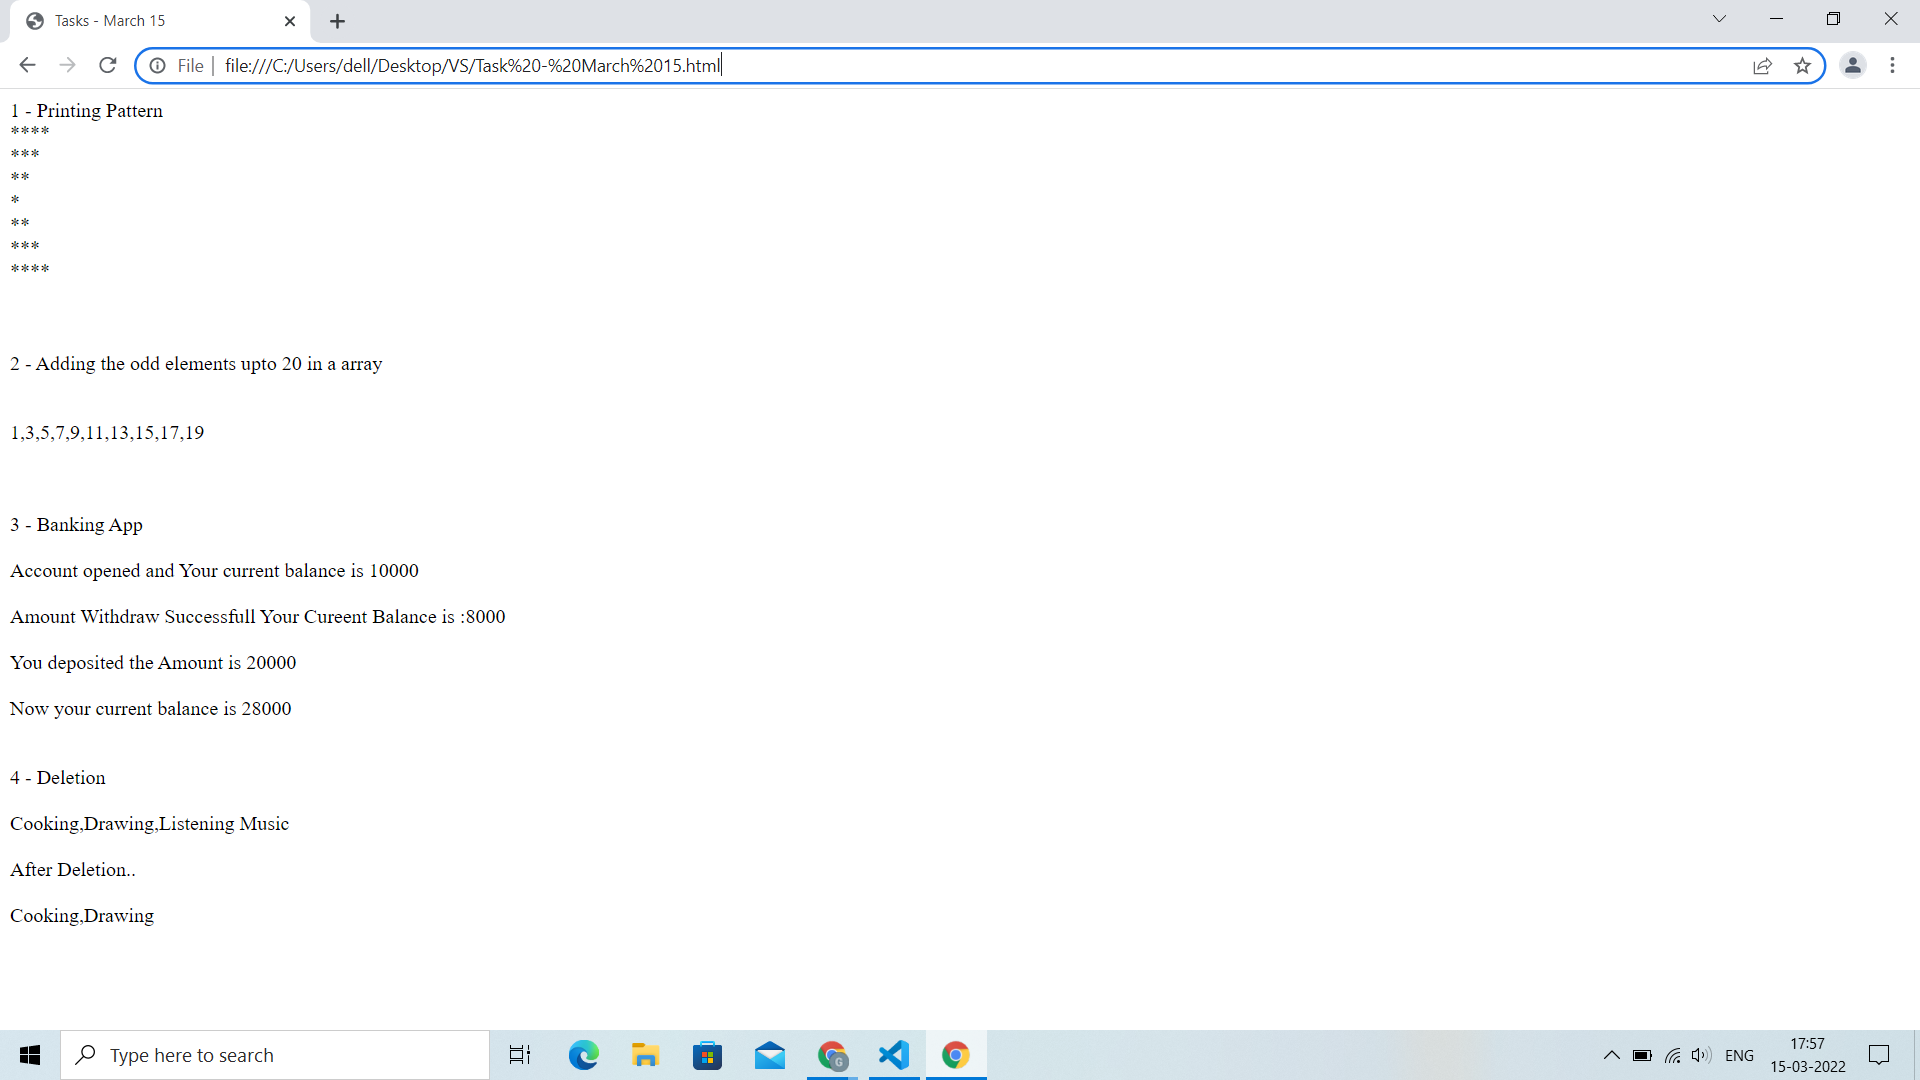 Tasks - March 15
File | file:///C:/Users/dell/Desktop/VS/Task%20-%20March%2015.html
1 - Printing Pattern
****
***
**
*
**
***
****
2 - Adding the odd elements upto 20 in a array
1,3,5,7,9,11,13,15,17,19
3 - Banking App
Account opened and Your current balance is 10000
Amount Withdraw Successfull Your Cureent Balance is :8000
You deposited the Amount is 20000
Now your current balance is 28000
4 - Deletion
Cooking,Drawing,Listening Music
After Deletion..
Cooking,Drawing
Type here to search
G
ENG
17:57
15-03-2022